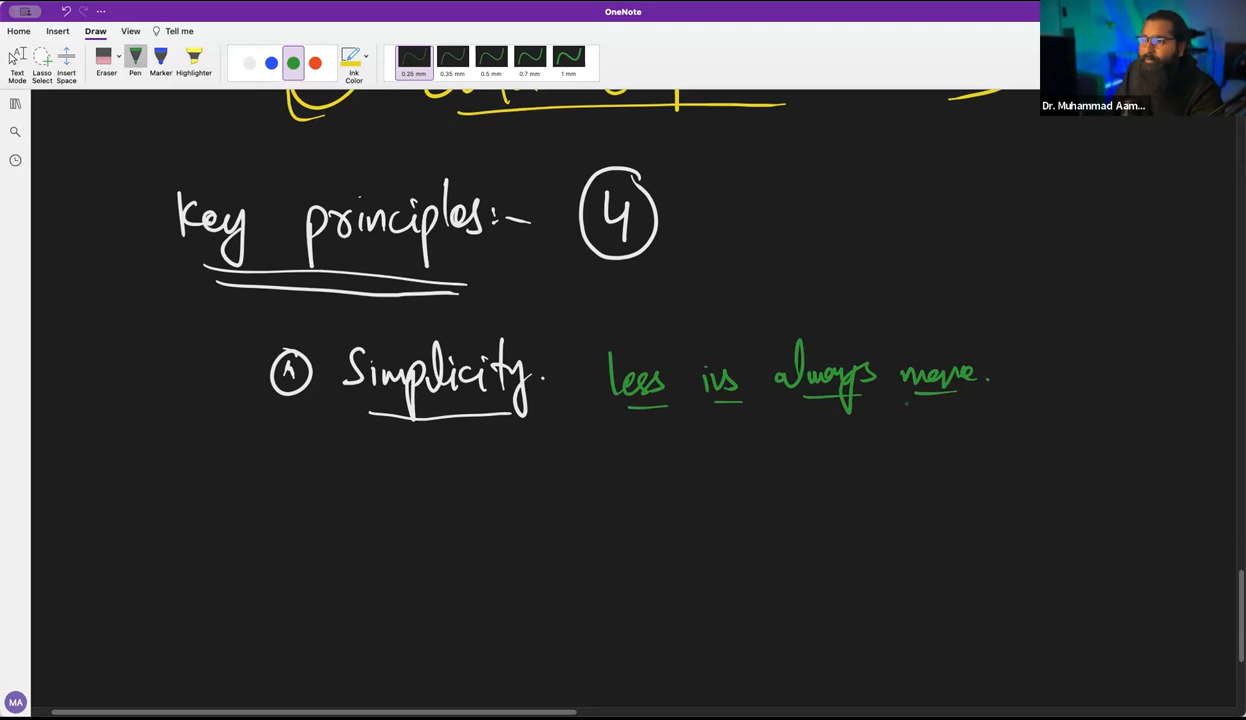 OneNote
Home Insert Draw View Tell me
Text Mode
Lasso Select
Insert Space
Eraser
Pen
Marker
Highlighter
Ink Color
0.25 mm 0.35 mm 0.5 mm 0.7 mm 1 mm
Dr. Muhammad Aam...
Key principles:- 4
Simplicity. less is always more.
MA